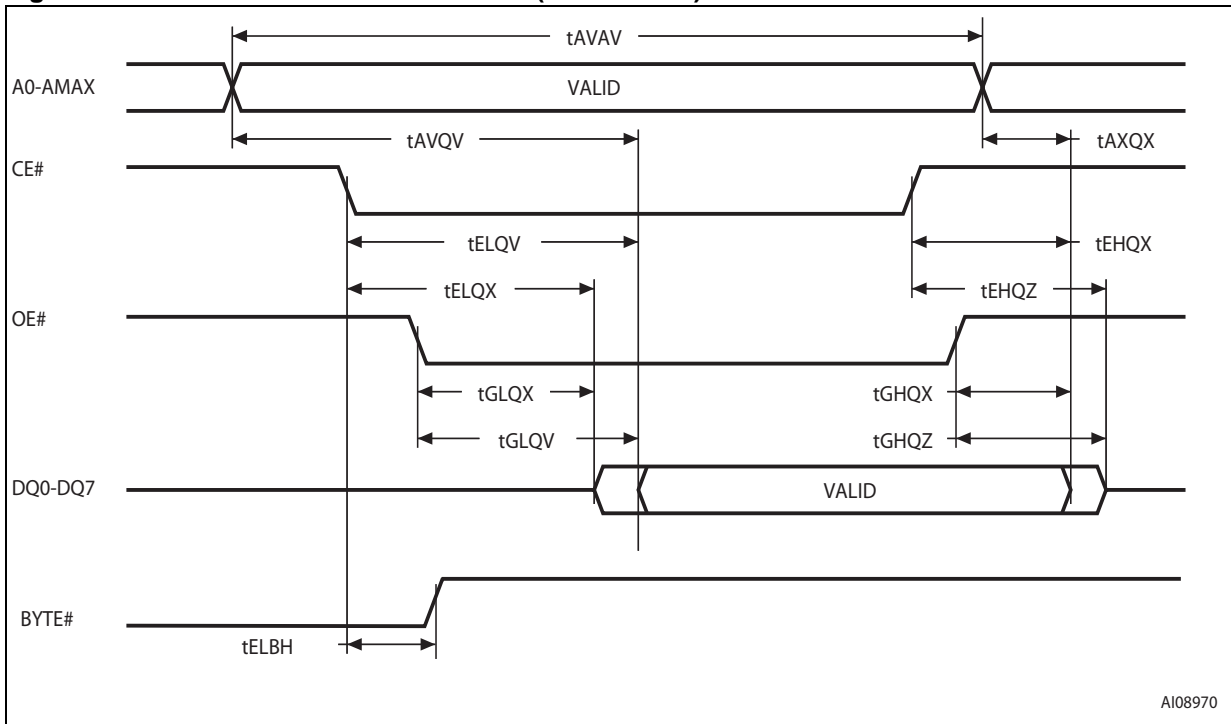 tAVAV
A0-AMAX
VALID
tAVQV
tAXQX
CE#
tELQV
tEHQX
tELQX
tEHQZ
OE#
tGLQX
tGHQX
tGLQV
tGHQZ
DQ0-DQ7
VALID
BYTE#
tELBH
AI08970